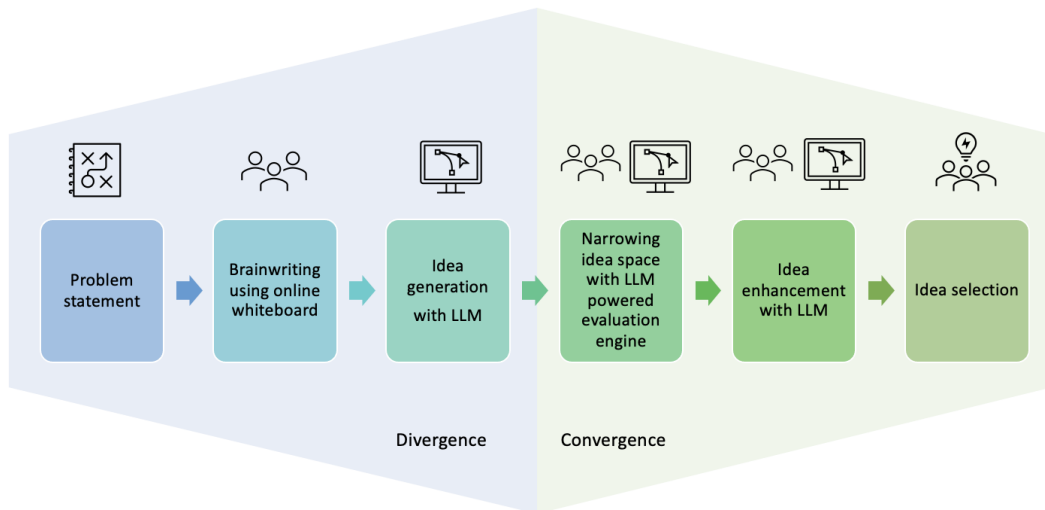 Problem
statement
Brainwriting
using online
whiteboard
Idea
generation
with LLM
Narrowing
idea space
with LLM
powered
evaluation
engine
Idea
enhancement
with LLM
Idea selection
Divergence
Convergence